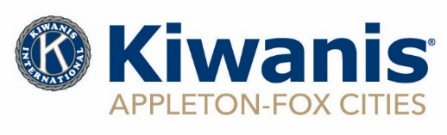 KIWANIS
K
INTERNATIONAL
Kiwanis®
APPLETON-FOX CITIES